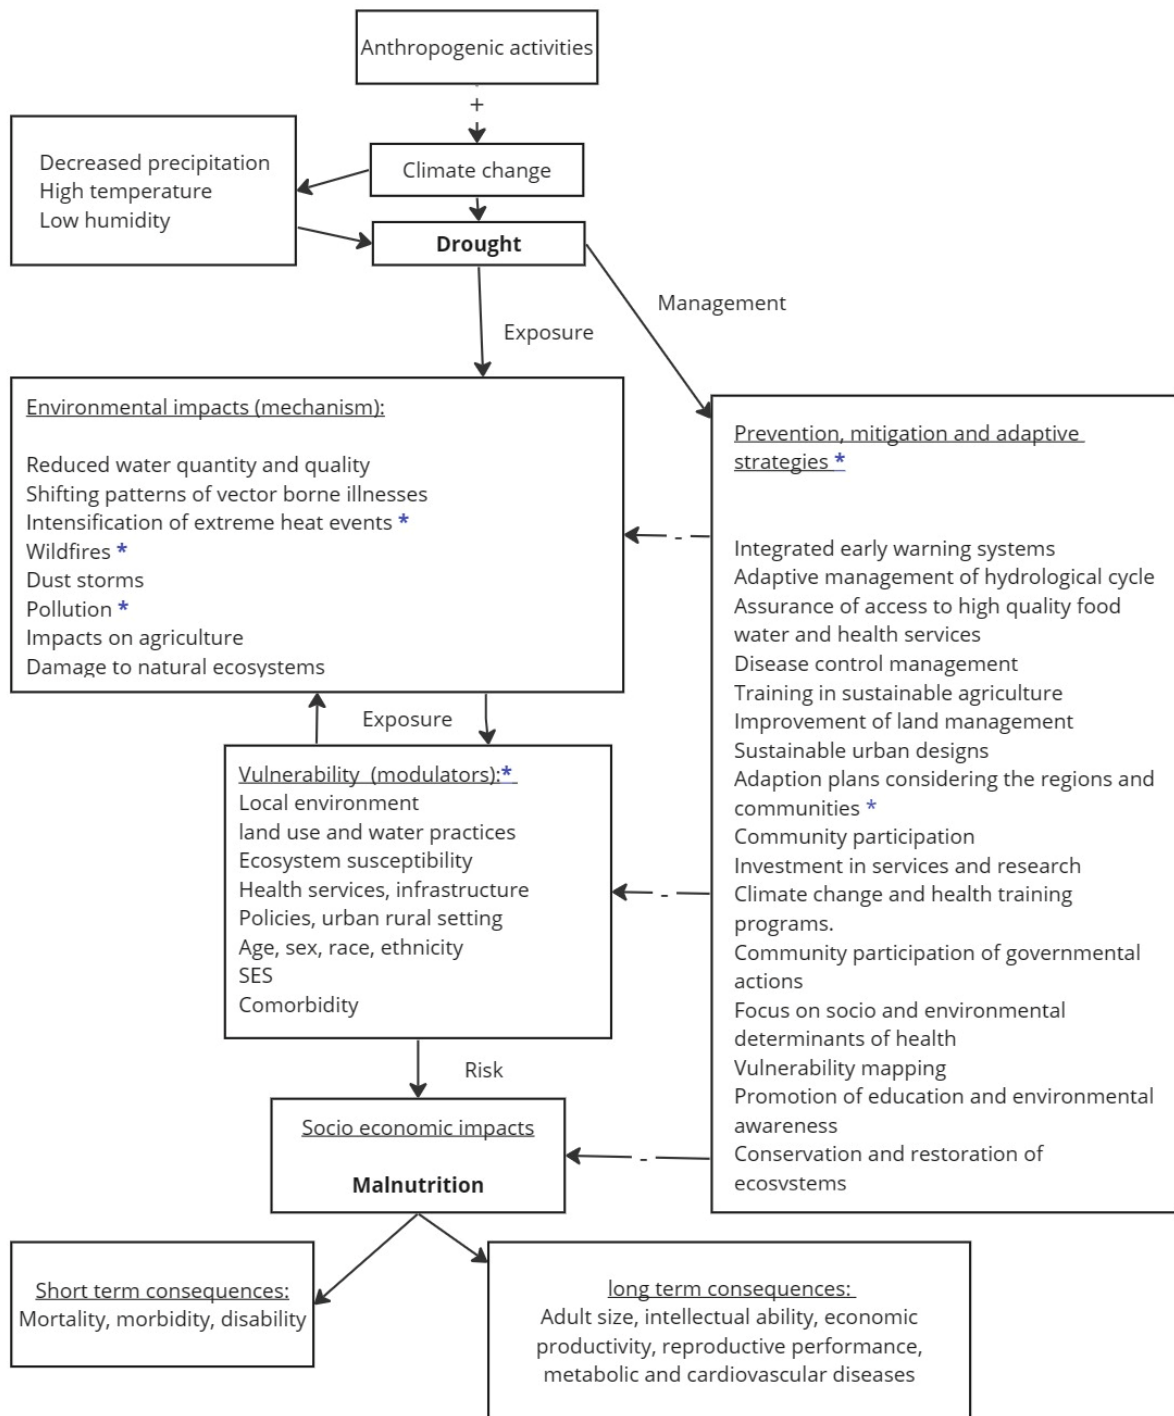 Anthropogenic activities
+
Decreased precipitation
High temperature
Low humidity
Climate change
Drought
Management
Exposure
Environmental impacts (mechanism):
Reduced water quantity and quality
Shifting patterns of vector borne illnesses
Intensification of extreme heat events *
Wildfires *
Dust storms
Pollution *
Impacts on agriculture
Damage to natural ecosystems
Prevention, mitigation and adaptive
strategies *
Integrated early warning systems
Adaptive management of hydrological cycle
Assurance of access to high quality food
water and health services
Disease control management
Training in sustainable agriculture
Improvement of land management
Sustainable urban designs
Adaption plans considering the regions and
communities *
Community participation
Investment in services and research
Climate change and health training
programs.
Community participation of governmental
actions
Focus on socio and environmental
determinants of health
Vulnerability mapping
Promotion of education and environmental
awareness
Conservation and restoration of
ecosystems
-
-
-
Exposure
Vulnerability (modulators):*
Local environment
land use and water practices
Ecosystem susceptibility
Health services, infrastructure
Policies, urban rural setting
Age, sex, race, ethnicity
SES
Comorbidity
Risk
Socio economic impacts
Malnutrition
Short term consequences:
Mortality, morbidity, disability
long term consequences:
Adult size, intellectual ability, economic
productivity, reproductive performance,
metabolic and cardiovascular diseases